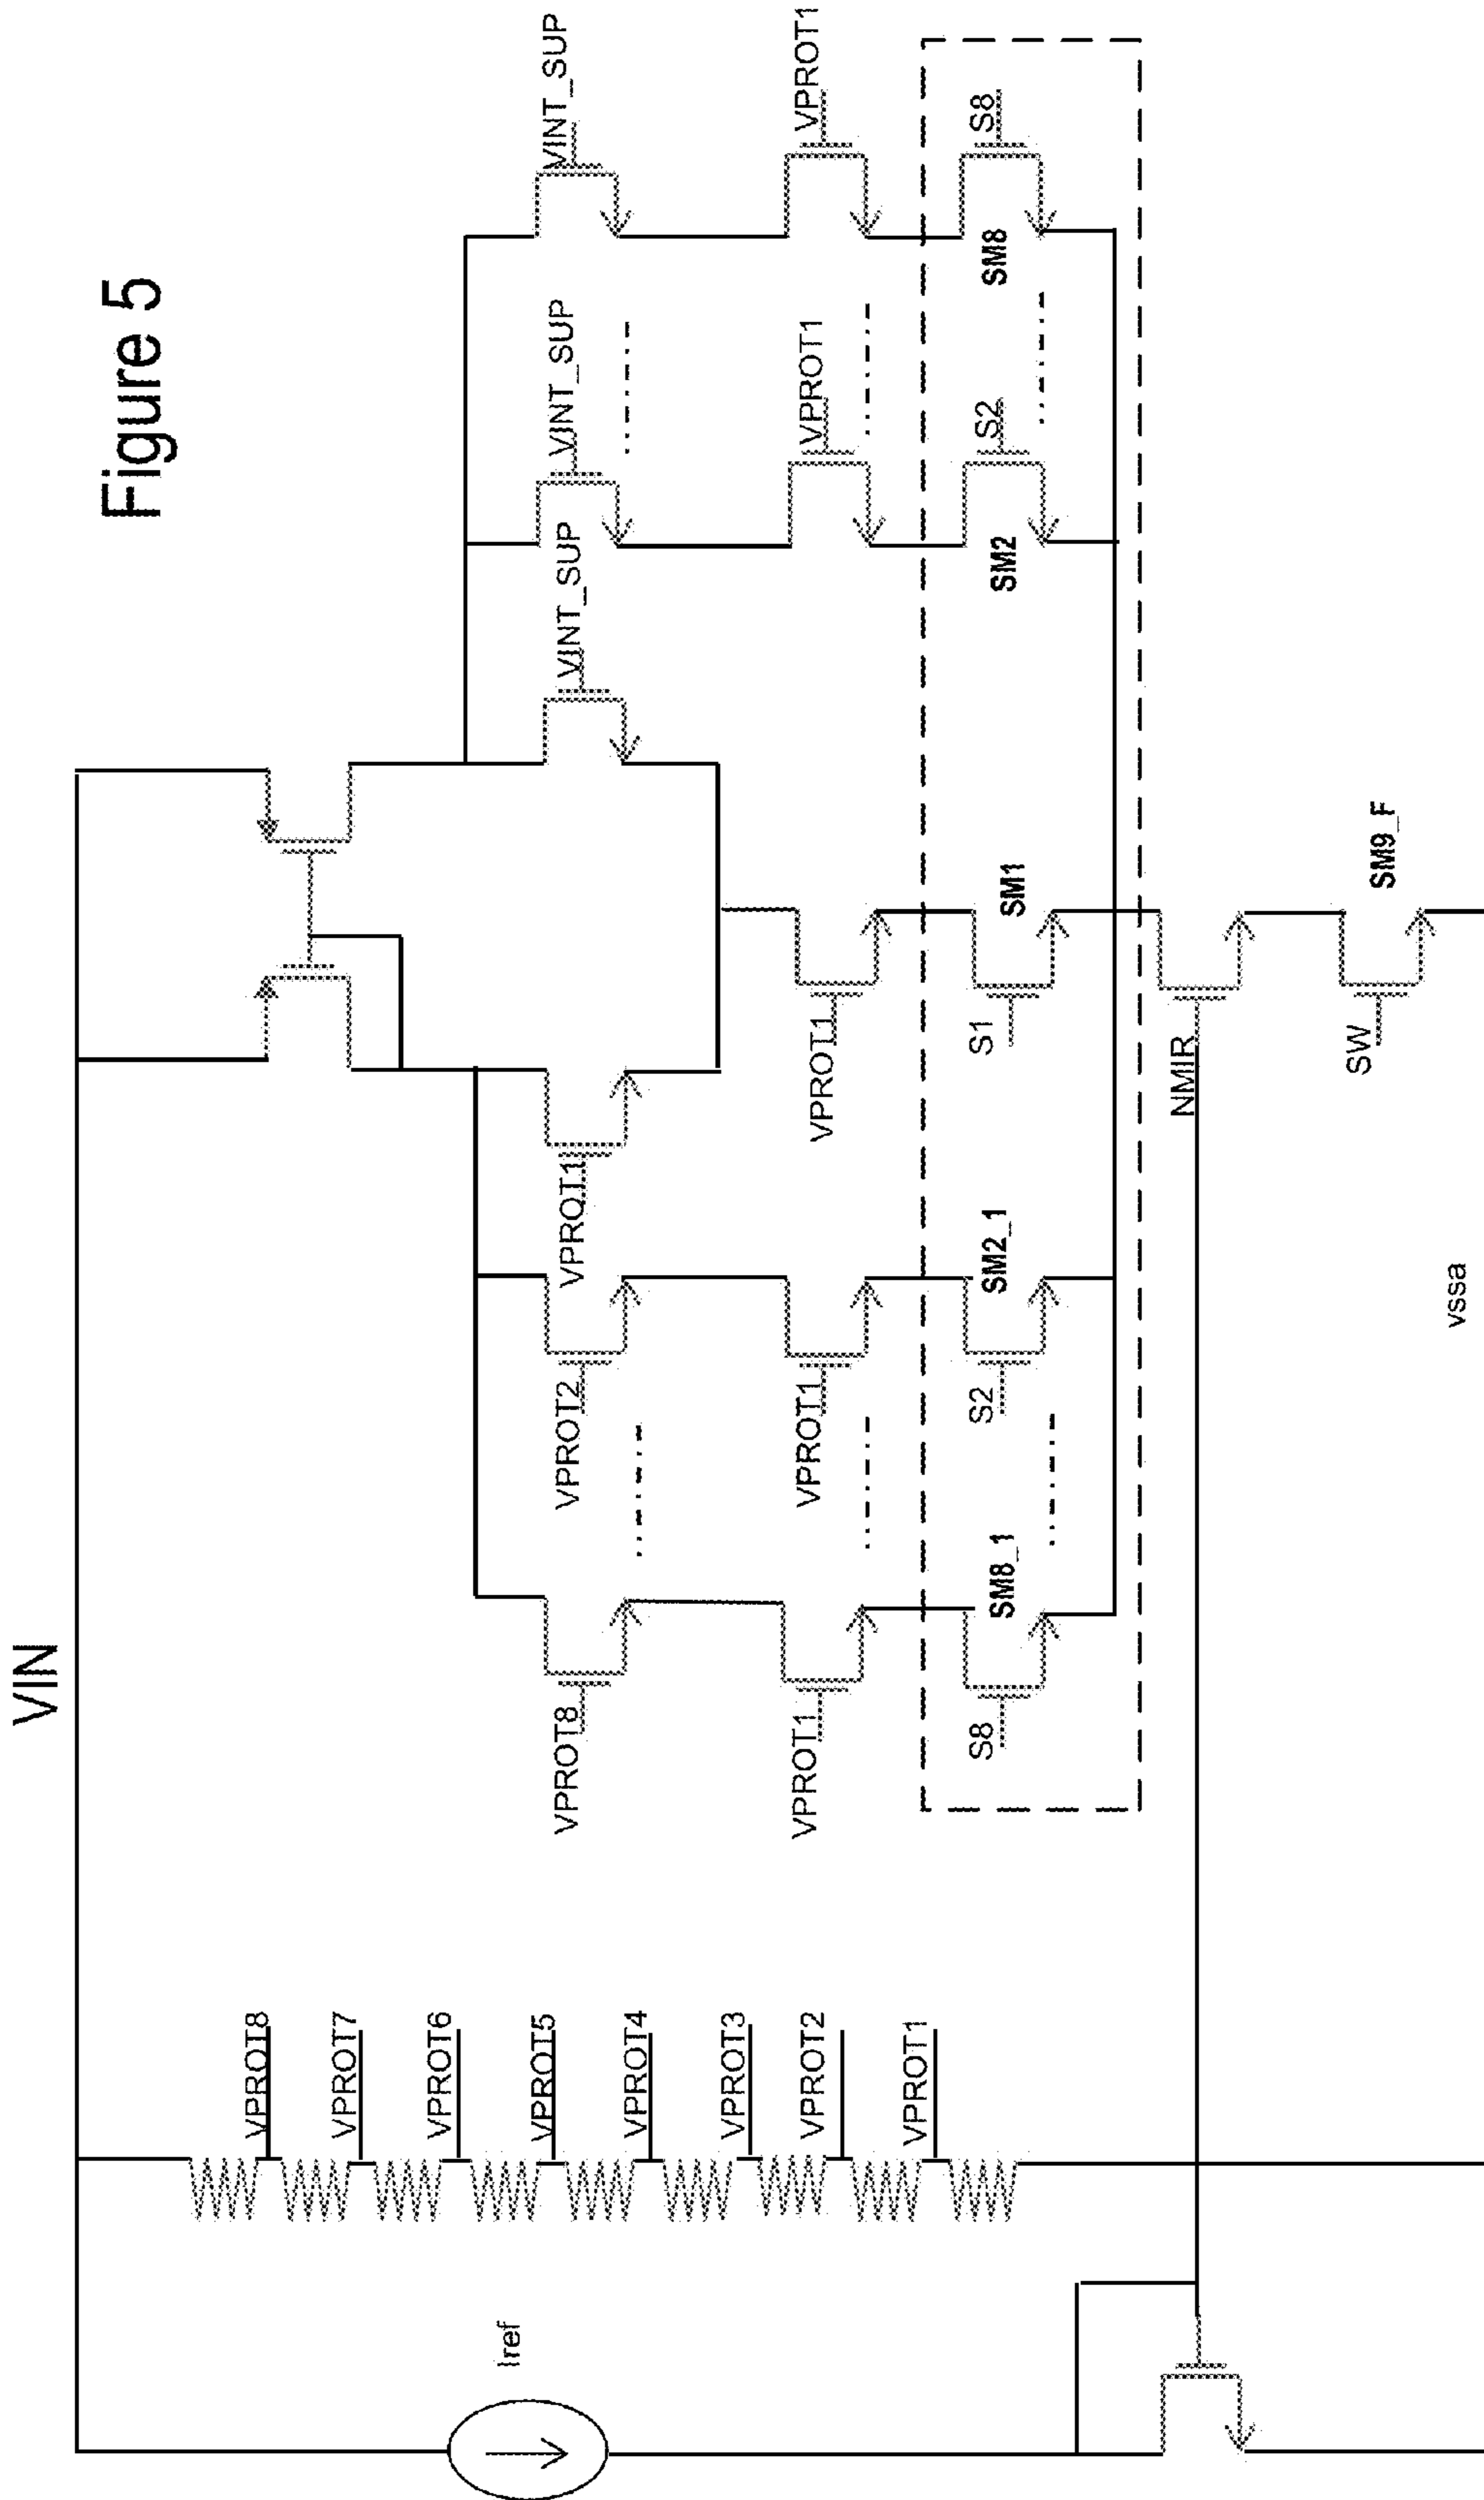 Figure 5
VIN
Iref
VPROT8
VPROT7
VPROT6
VPROT5
VPROT4
VPROT3
VPROT2
VPROT1
VPROT8
VPROT2
VPROT1
VINT_SUP
VINT_SUP
VINT_SUP
VPROT1
VPROT1
VPROT1
VPROT1
VPROT1
S8
SM8_1
S2
SM2_1
S1
SM1
SM2
S2
SM8
S8
NMIR
SW
SM9_F
vssa